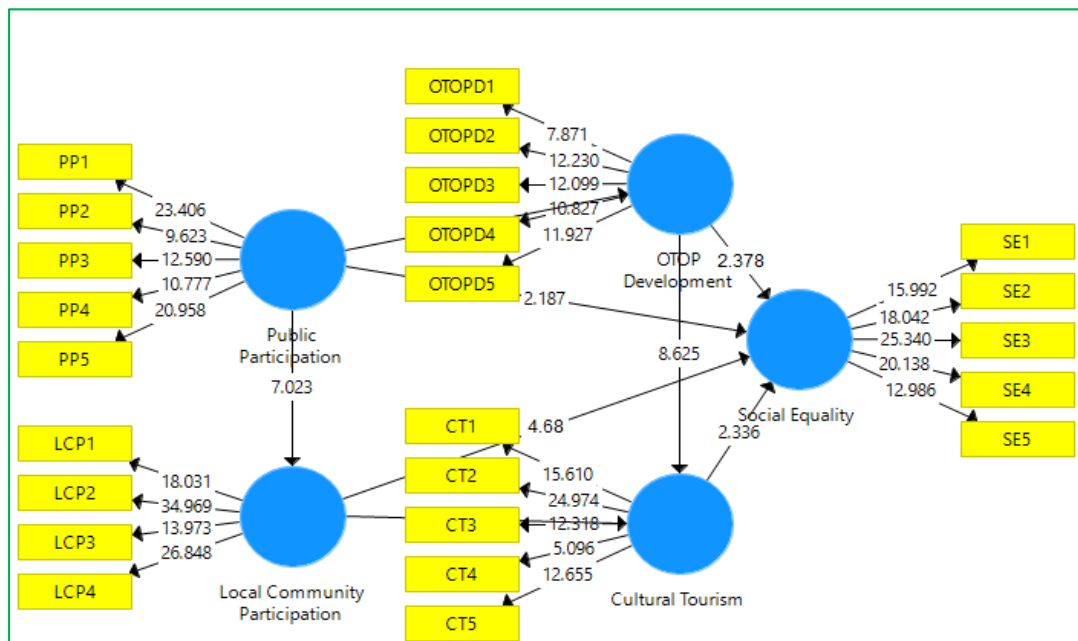 OTOPD1
OTOPD2
OTOPD3
OTOPD4
OTOPD5
7.871
12.230
12.099
10.827
11.927
PP1
PP2
PP3
PP4
PP5
23.406
9.623
12.590
10.777
20.958
Public
Participation
OTOP
Development
2.378
2.187
7.023
8.625
SE1
SE2
SE3
SE4
SE5
15.992
18.042
25.340
20.138
12.986
Social Equality
4.68
2.336
LCP1
LCP2
LCP3
LCP4
18.031
34.969
13.973
26.848
Local Community
Participation
CT1
CT2
CT3
CT4
CT5
15.610
24.974
12.318
5.096
12.655
Cultural Tourism